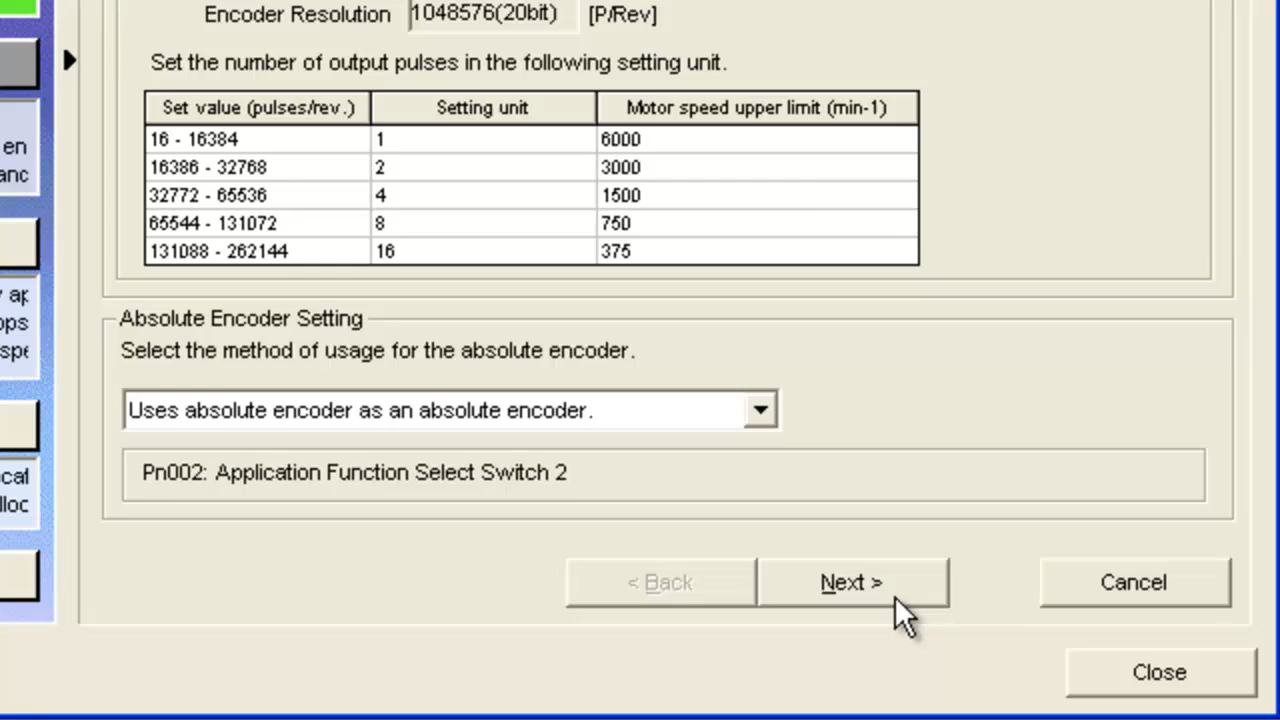 Encoder Resolution 1048576(20bit) [P/Rev]
Set the number of output pulses in the following setting unit.
Set value (pulses/rev.) Setting unit Motor speed upper limit (min-1)
16 - 16384 1 6000
16386 - 32768 2 3000
32772 - 65536 4 1500
65544 - 131072 8 750
131088 - 262144 16 375
Absolute Encoder Setting
Select the method of usage for the absolute encoder.
Uses absolute encoder as an absolute encoder.
Pn002: Application Function Select Switch 2
< Back Next > Cancel
Close